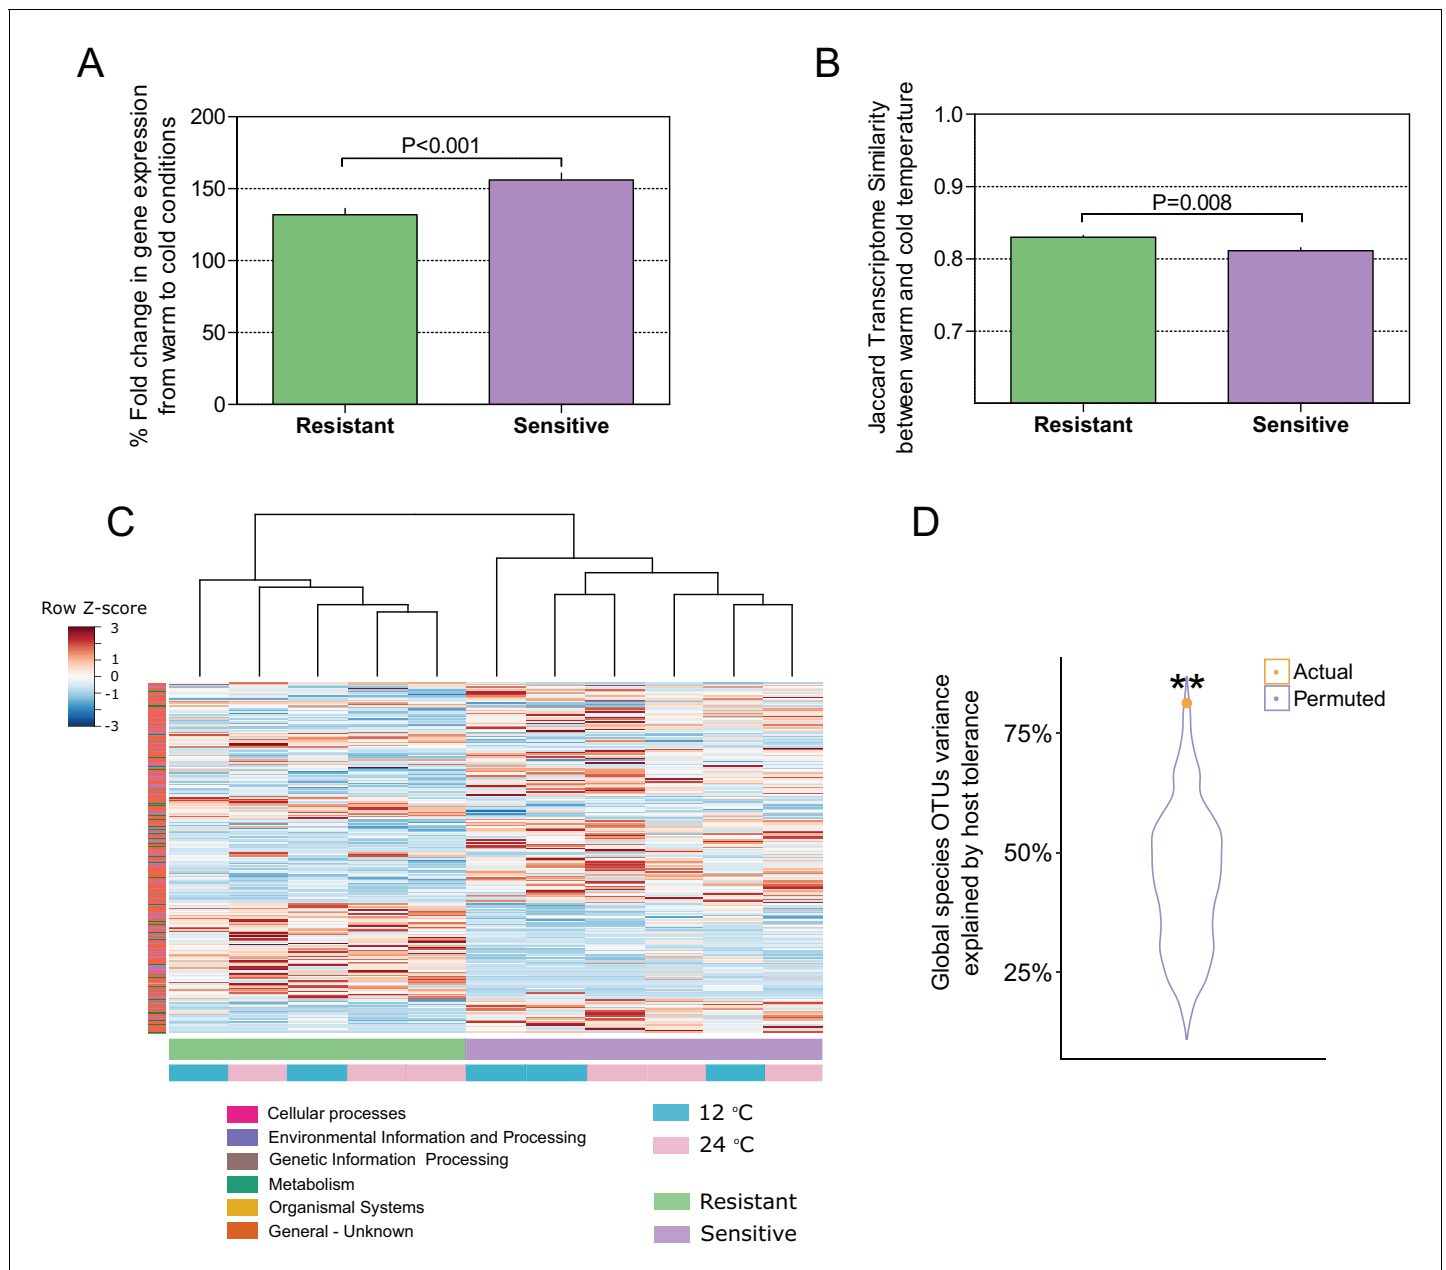 A
% Fold change in gene expression
from warm to cold conditions
200
150
100
50
0
P<0.001
Resistant
Sensitive
B
Jaccard Transcriptome Similarity
between warm and cold temperature
1.0
0.9
0.8
0.7
P=0.008
Resistant
Sensitive
C
Row Z-score
3
1
0
-1
-3
Cellular processes
Environmental Information and Processing
Genetic Information Processing
Metabolism
Organismal Systems
General - Unknown
12 °C
24 °C
Resistant
Sensitive
D
Global species OTUs variance
explained by host tolerance
75%
50%
25%
**
Actual
Permuted